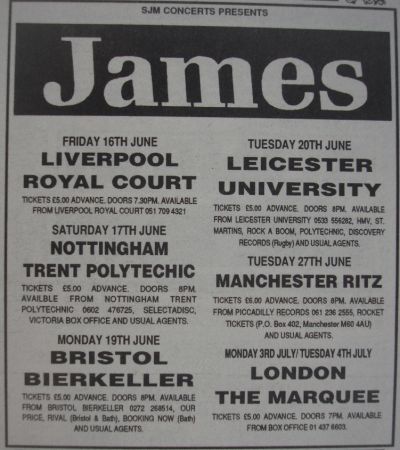 SJM CONCERTS PRESENTS
James
FRIDAY 16TH JUNE
LIVERPOOL
ROYAL COURT
TICKETS £5.00 ADVANCE. DOORS 7.30PM. AVAILABLE
FROM LIVERPOOL ROYAL COURT 051 709 4321
SATURDAY 17TH JUNE
NOTTINGHAM
TRENT POLYTECHIC
TICKETS £6.00 ADVANCE. DOORS 8PM.
AVAILBLE FROM NOTTINGHAM TRENT
POLYTECHNIC 0602 476725, SELECTADISC,
VICTORIA BOX OFFICE AND USUAL AGENTS.
MONDAY 19TH JUNE
BRISTOL
BIERKELLER
TICKETS £5.00 ADVANCE. DOORS 8PM. AVAILABLE
FROM BRISTOL BIERKELLER 0272 268514, OUR
PRICE, RIVAL (Bristol & Bath), BOOKING NOW (Bath)
AND USUAL AGENTS.
TUESDAY 20TH JUNE
LEICESTER
UNIVERSITY
TICKETS £5.00 ADVANCE. DOORS 8PM. AVAILABLE
FROM LEICESTER UNIVERSITY 0533 556282, HMV, ST.
MARTINS, ROCK A BOOM, POLYTECHNIC, DISCOVERY
RECORDS (Rugby) AND USUAL AGENTS.
TUESDAY 27TH JUNE
MANCHESTER RITZ
TICKETS £5.00 ADVANCE. DOORS 8PM. AVAILABLE
FROM PICCADILLY RECORDS 061 236 2555, ROCKET
TICKETS (P.O. Box 402, Manchester M60 4AU)
AND USUAL AGENTS.
MONDAY 3RD JULY/TUESDAY 4TH JULY
LONDON
THE MARQUEE
TICKETS £5.00 ADVANCE. DOORS 7PM. AVAILABLE
FROM BOX OFFICE 01 437 6603.